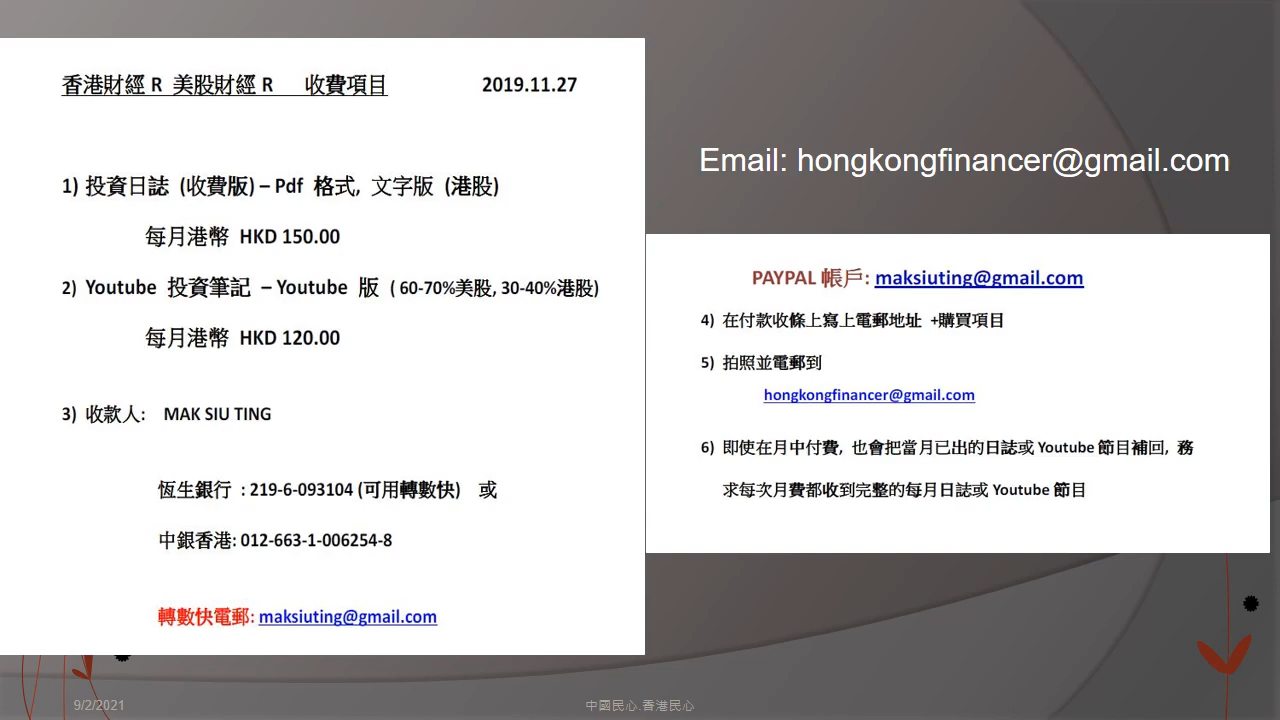 香港財經 R 美股財經 R 收費項目 2019.11.27
1) 投資日誌 (收費版) – Pdf 格式, 文字版 (港股)
每月港幣 HKD 150.00
2) Youtube 投資筆記 – Youtube 版 ( 60-70%美股, 30-40%港股)
每月港幣 HKD 120.00
3) 收款人: MAK SIU TING
恆生銀行 : 219-6-093104 (可用轉數快) 或
中銀香港: 012-663-1-006254-8
轉數快電郵: maksiuting@gmail.com
Email: hongkongfinancer@gmail.com
PAYPAL 帳戶: maksiuting@gmail.com
4) 在付款收條上寫上電郵地址 +購買項目
5) 拍照並電郵到
hongkongfinancer@gmail.com
6) 即使在月中付費, 也會把當月已出的日誌或 Youtube 節目補回, 務
求每次月費都收到完整的每月日誌或 Youtube 節目
9/2/2021
中國民心.香港民心